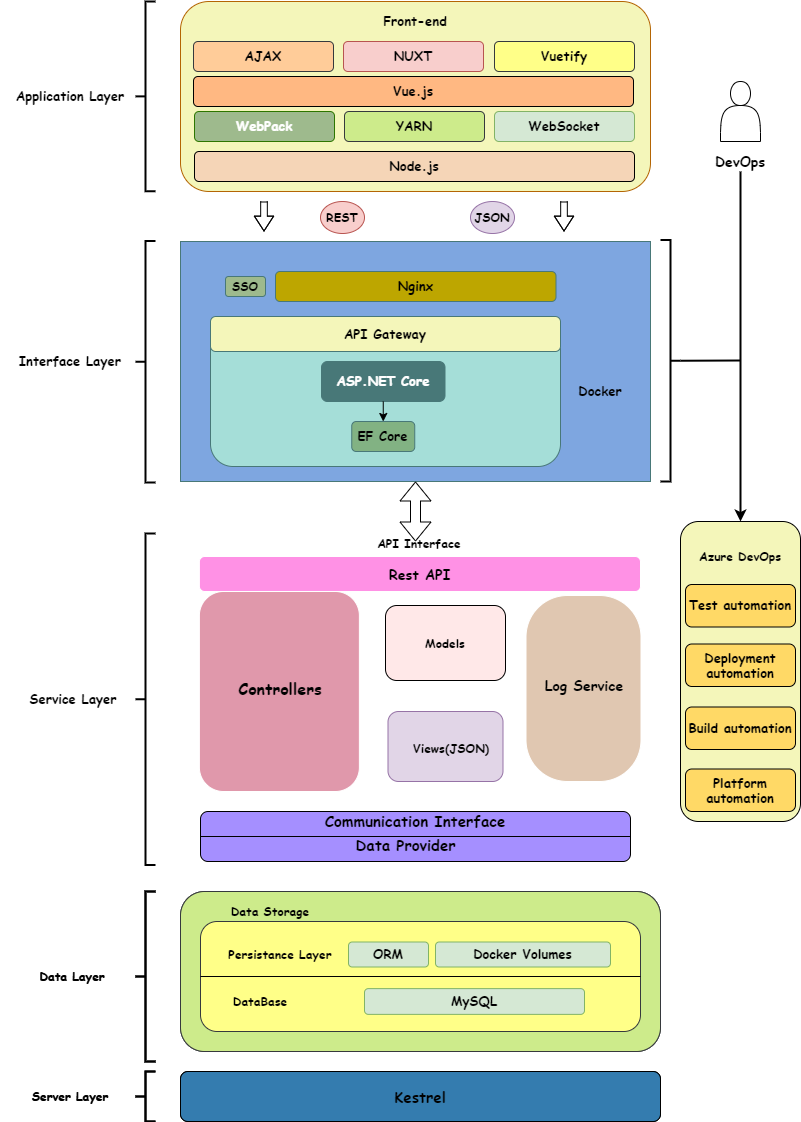 Front-end
AJAX
NUXT
Vuetify
Application Layer
Vue.js
WebPack
YARN
WebSocket
Node.js
DevOps
REST
JSON
SSO
Nginx
API Gateway
Interface Layer
ASP.NET Core
Docker
EF Core
API Interface
Rest API
Azure DevOps
Test automation
Deployment
automation
Build automation
Platform
automation
Service Layer
Controllers
Models
Log Service
Views(JSON)
Communication Interface
Data Provider
Data Storage
Persistance Layer
ORM
Docker Volumes
Data Layer
DataBase
MySQL
Server Layer
Kestrel